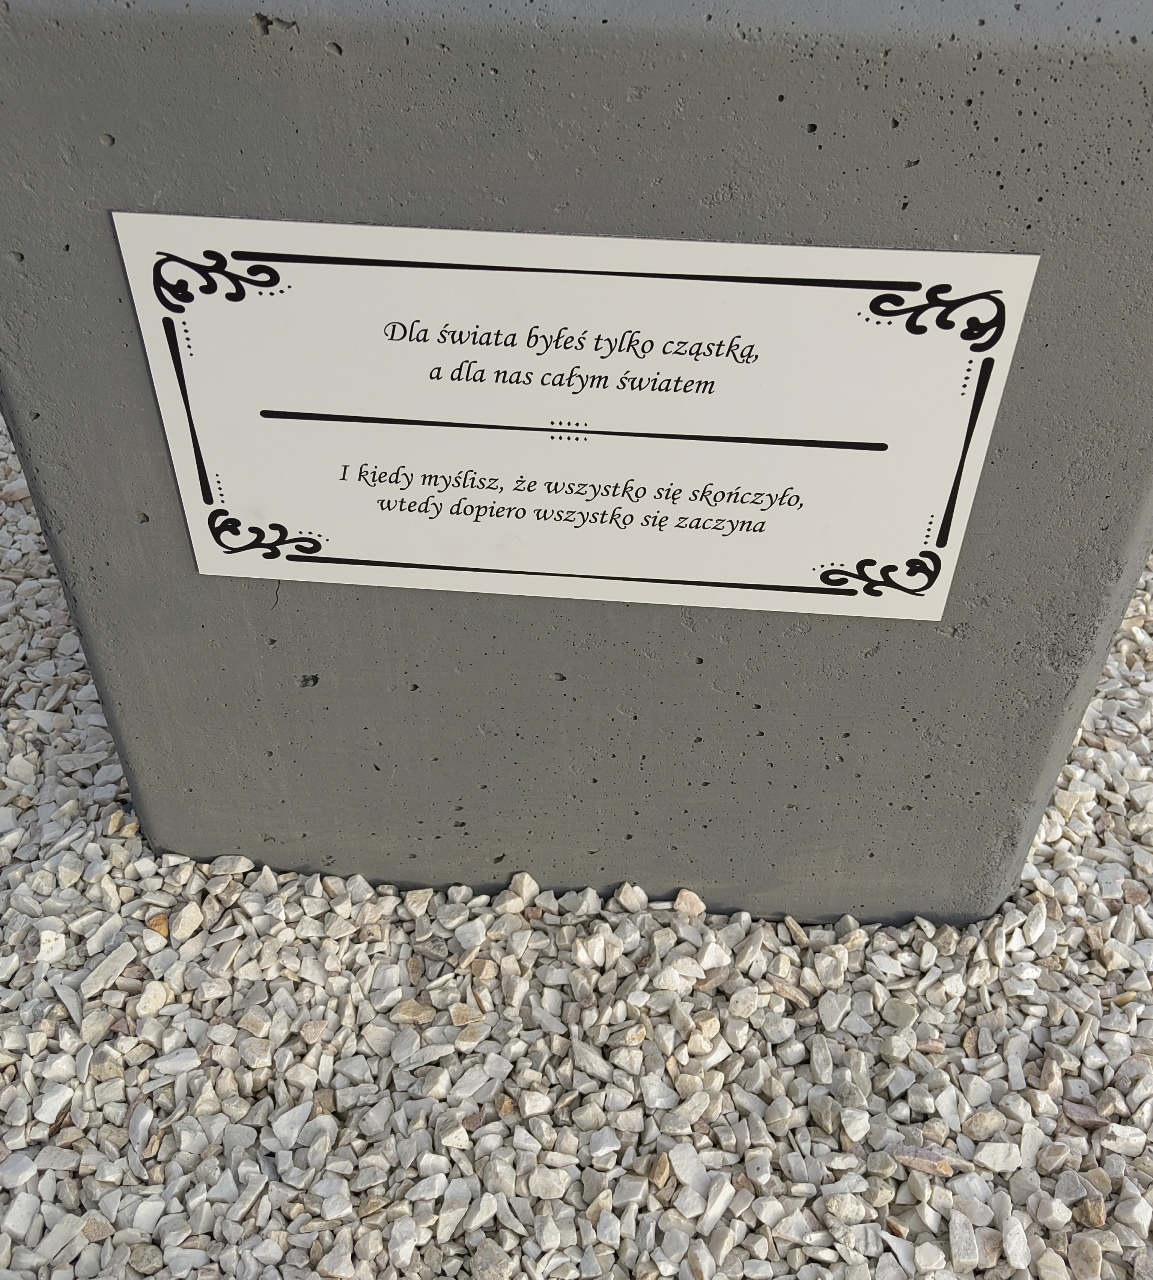 Dla świata byłeś tylko cząstką,
a dla nas całym światem
I kiedy myślisz, że wszystko się skończyło,
wtedy dopiero wszystko się zaczyna